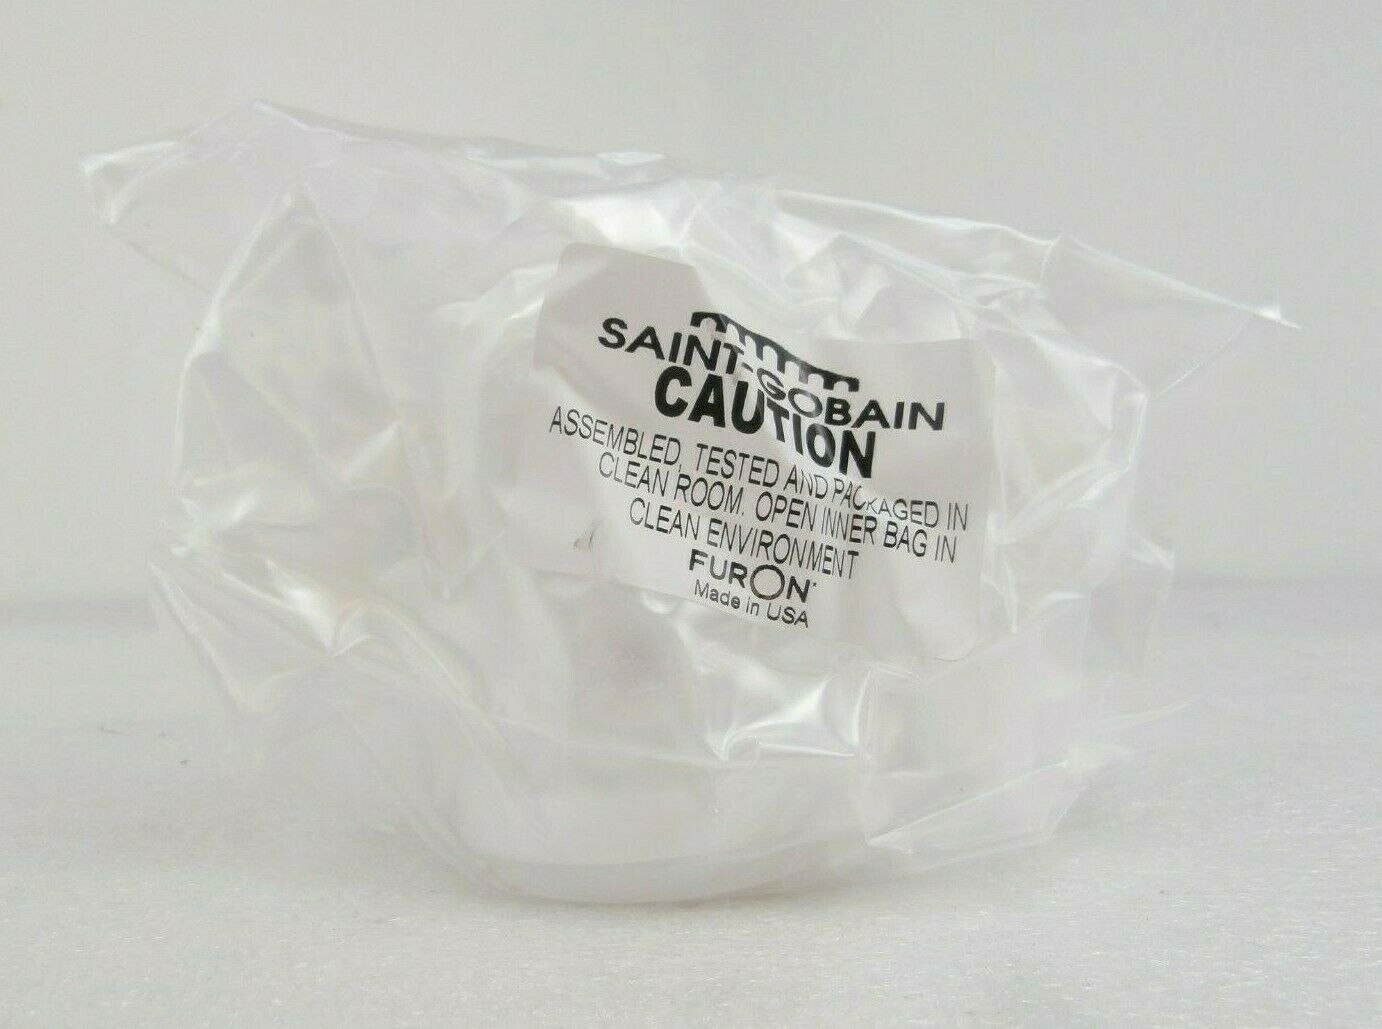 SAINT-GOBAIN
CAUTION
ASSEMBLED, TESTED AND PACKAGED IN
CLEAN ROOM. OPEN INNER BAG IN
CLEAN ENVIRONMENT
FURON*
Made in USA